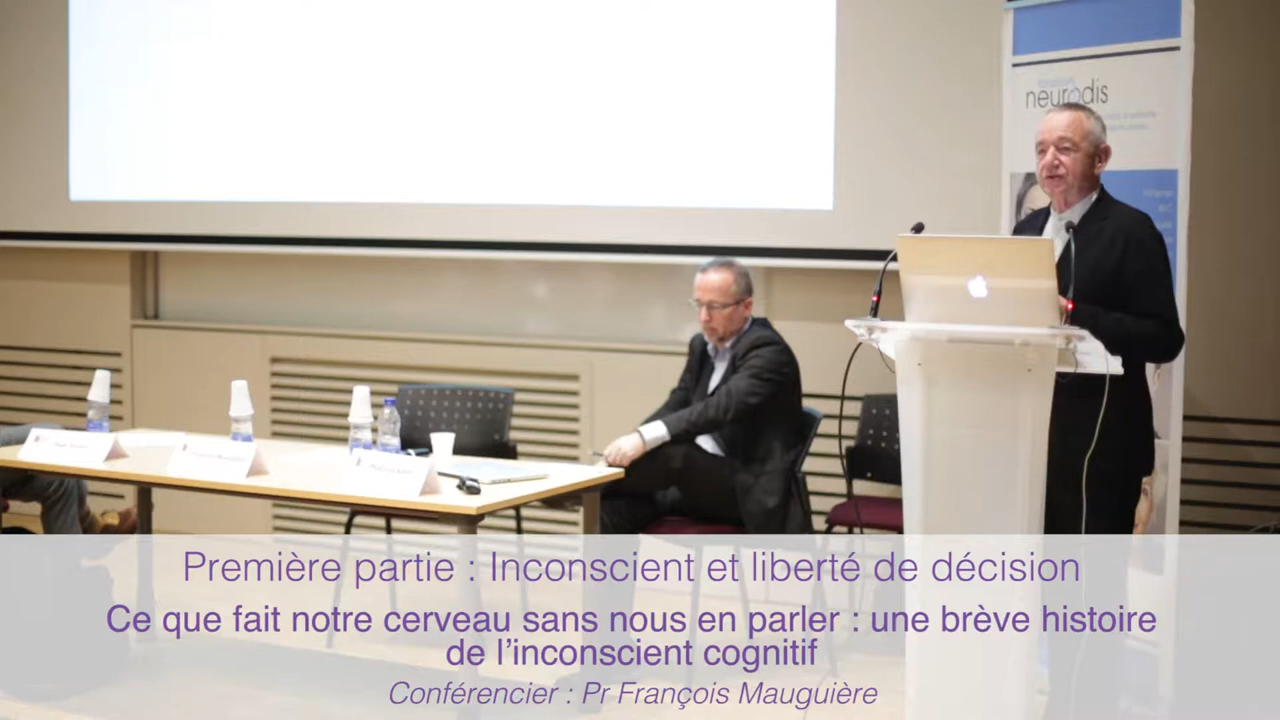 neurodis
Première partie : Inconscient et liberté de décision
Ce que fait notre cerveau sans nous en parler : une brève histoire
de l'inconscient cognitif
Conférencier : Pr François Mauguière